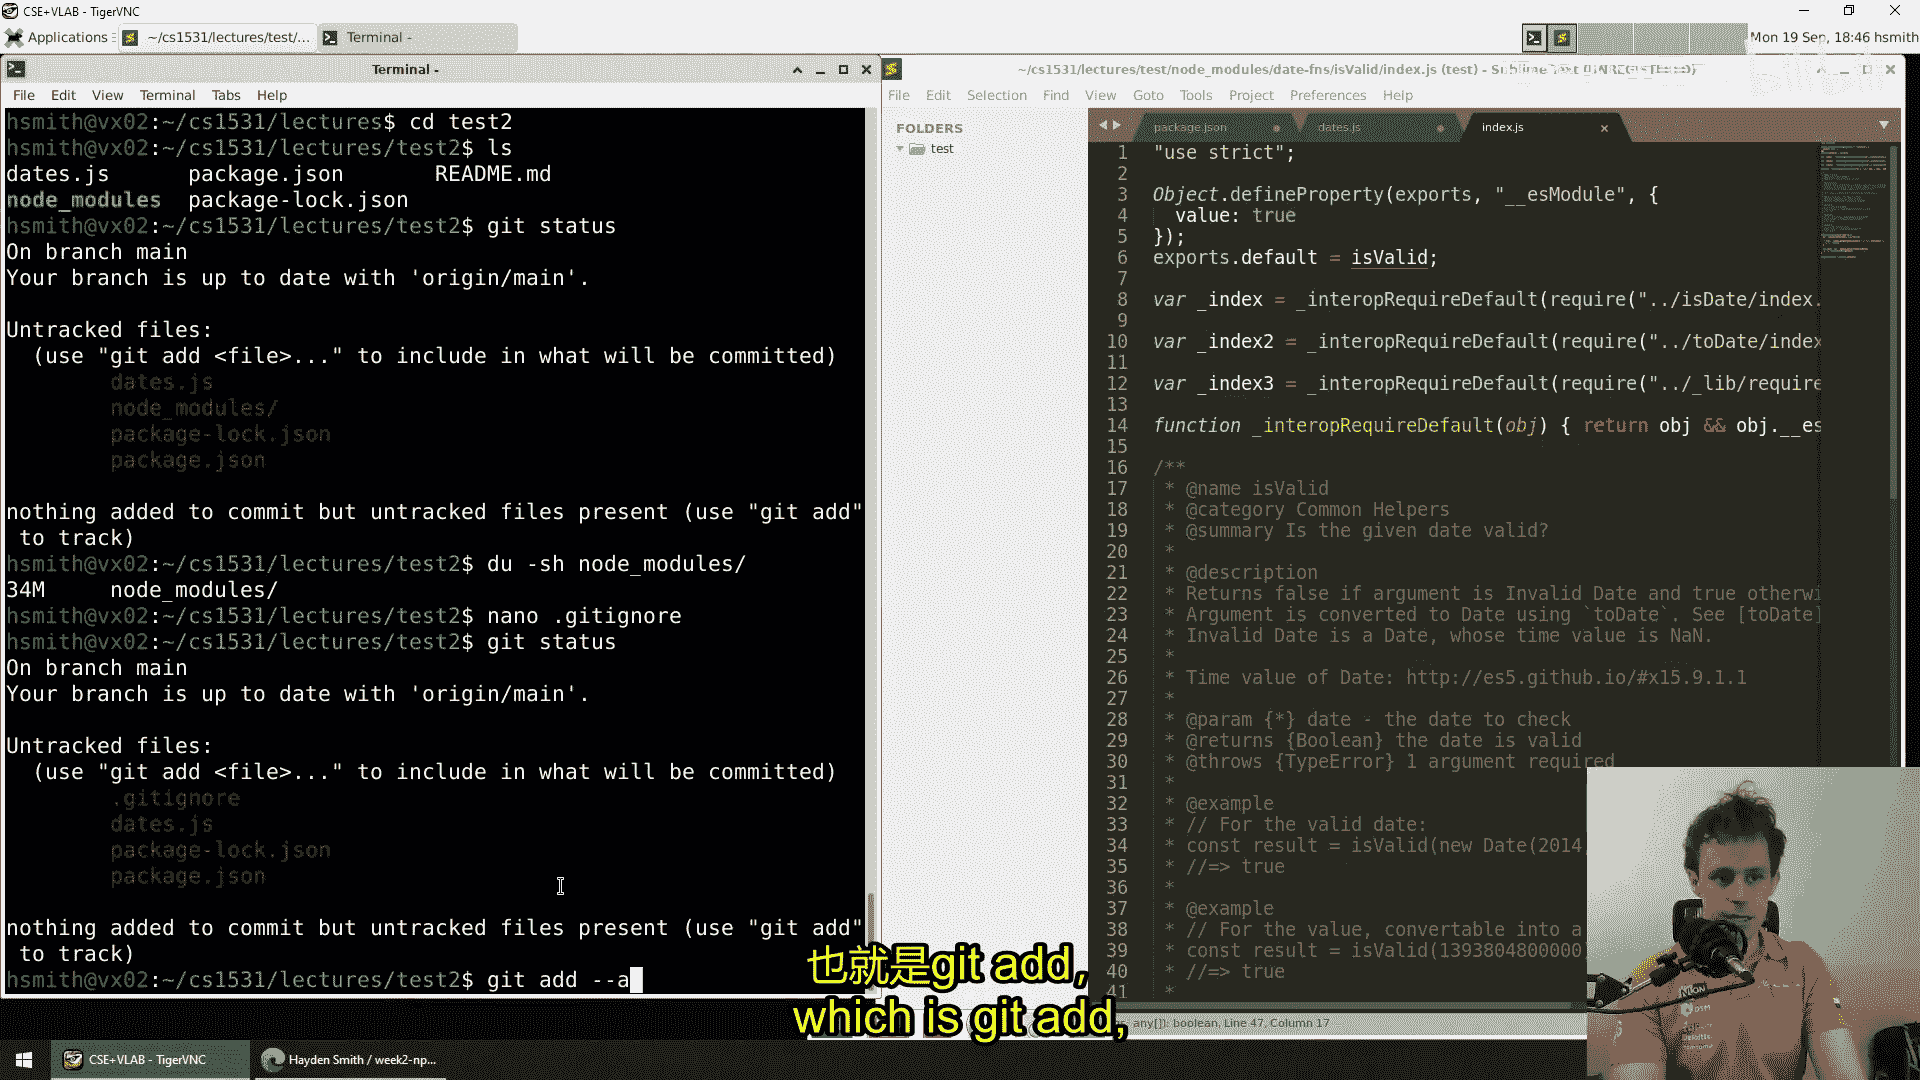 CSE+VLAB - TigerVNC
Applications
~/cs1531/lectures/test/...
Terminal -
Mon 19 Sep, 18:46 hsmith
Terminal -
File Edit View Terminal Tabs Help
hsmith@vx02:~/cs1531/lectures$ cd test2
hsmith@vx02:~/cs1531/lectures/test2$ ls
dates.js package.json README.md
node_modules package-lock.json
hsmith@vx02:~/cs1531/lectures/test2$ git status
On branch main
Your branch is up to date with 'origin/main'.
Untracked files:
(use "git add <file>..." to include in what will be committed)
dates.js
node_modules/
package-lock.json
package.json
nothing added to commit but untracked files present (use "git add"
to track)
hsmith@vx02:~/cs1531/lectures/test2$ du -sh node_modules/
34M node_modules/
hsmith@vx02:~/cs1531/lectures/test2$ nano .gitignore
hsmith@vx02:~/cs1531/lectures/test2$ git status
On branch main
Your branch is up to date with 'origin/main'.
Untracked files:
(use "git add <file>..." to include in what will be committed)
.gitignore
dates.js
package-lock.json
package.json
nothing added to commit but untracked files present (use "git add"
to track)
hsmith@vx02:~/cs1531/lectures/test2$ git add --a
~/cs1531/lectures/test/node_modules/date-fns/isValid/index.js (test) - Sublime Text
File Edit Selection Find View Goto Tools Project Preferences Help
FOLDERS
test
package.json dates.js index.js
1 "use strict";
2
3 Object.defineProperty(exports, "__esModule", {
4 value: true
5 });
6 exports.default = isValid;
7
8 var _index = _interopRequireDefault(require("../isDate/index.
9
10 var _index2 = _interopRequireDefault(require("../toDate/index
11
12 var _index3 = _interopRequireDefault(require("../_lib/require
13
14 function _interopRequireDefault(obj) { return obj && obj.__es
15
16 /**
17 * @name isValid
18 * @category Common Helpers
19 * @summary Is the given date valid?
20 *
21 * @description
22 * Returns false if argument is Invalid Date and true otherwi
23 * Argument is converted to Date using `toDate`. See [toDate]
24 * Invalid Date is a Date, whose time value is NaN.
25 *
26 * Time value of Date: http://es5.github.io/#x15.9.1.1
27 *
28 * @param {*} date - the date to check
29 * @returns {Boolean} the date is valid
30 * @throws {TypeError} 1 argument required
31 *
32 * @example
33 * // For the valid date:
34 * const result = isValid(new Date(2014,
35 * //=> true
36 *
37 * @example
38 * // For the value, convertable into a
39 * const result = isValid(1393804800000)
40 * //=> true
41 *
any[]): boolean, Line 47, Column 17
也就是git add,
which is git add,
CSE+VLAB - TigerVNC
Hayden Smith / week2-np...